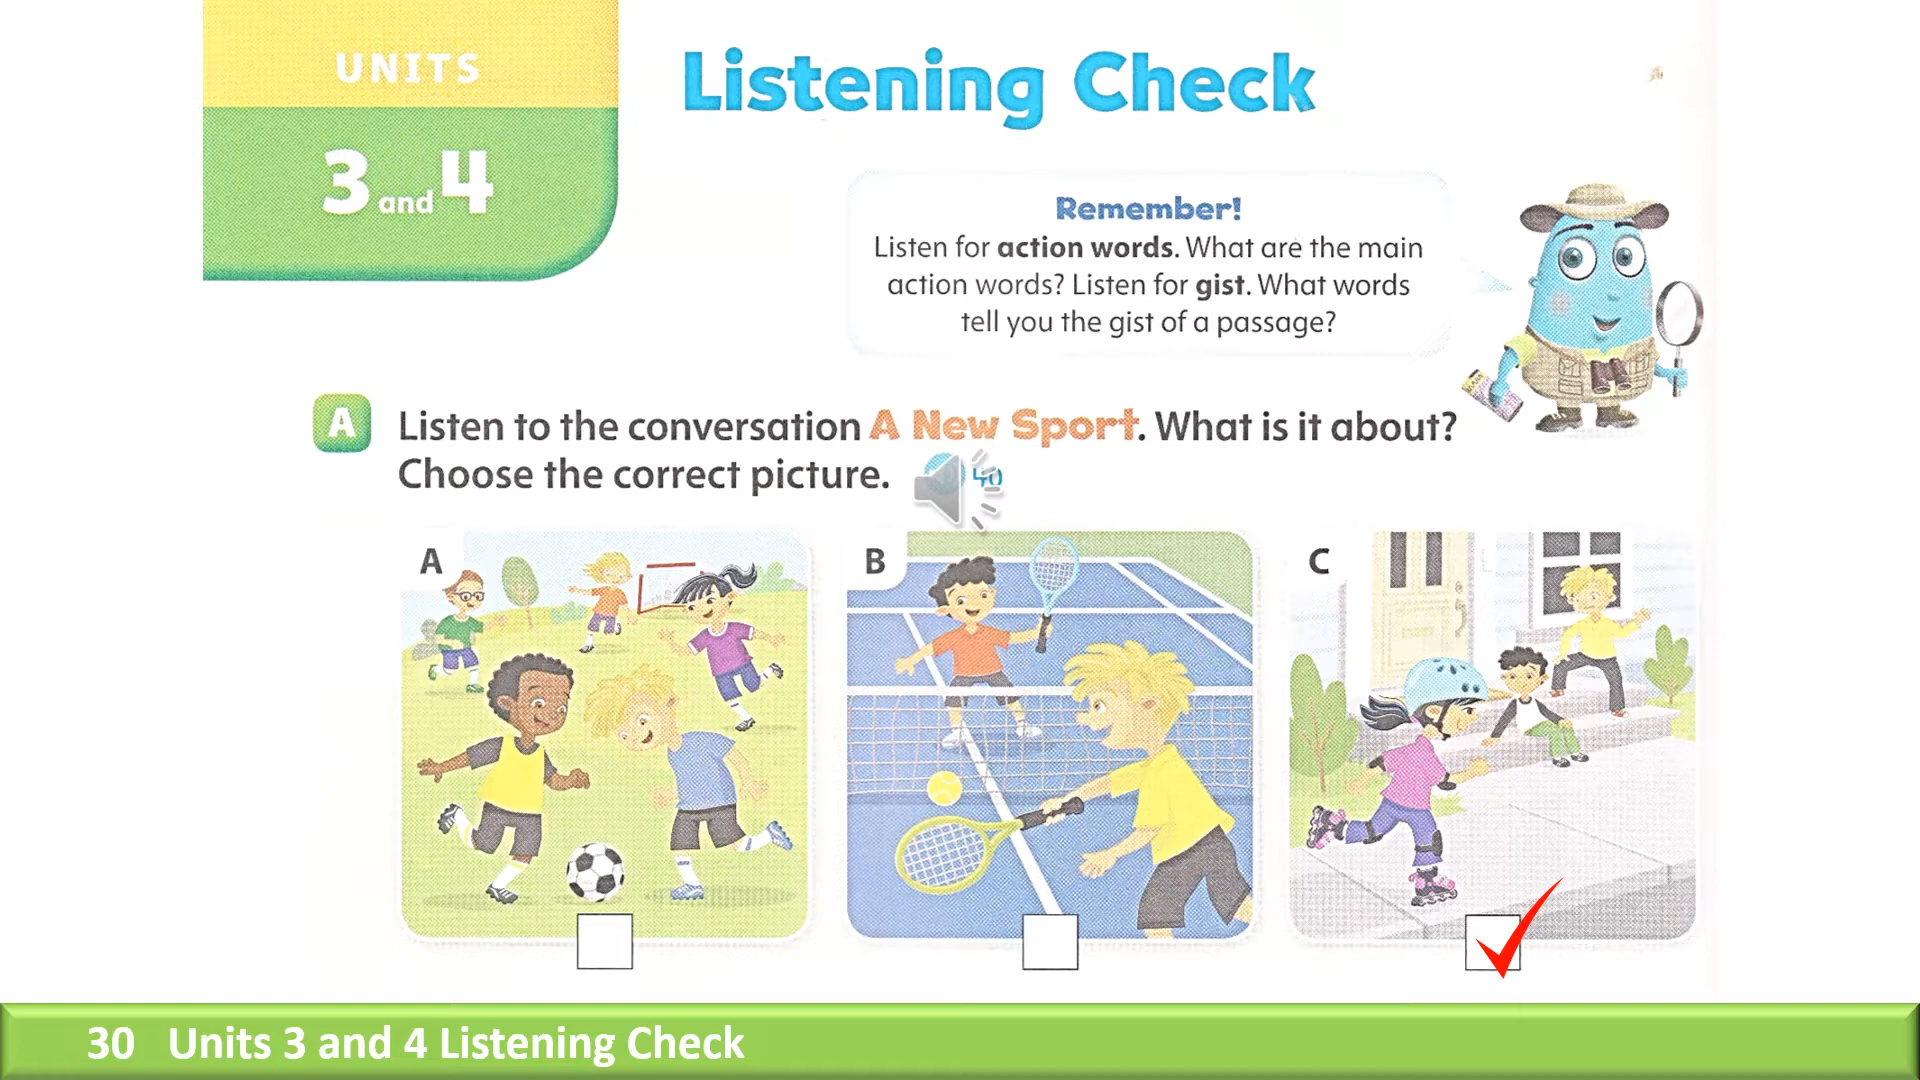 UNITS
3 and 4
Listening Check
Remember!
Listen for action words. What are the main
action words? Listen for gist. What words
tell you the gist of a passage?
A Listen to the conversation A New Sport. What is it about?
Choose the correct picture. 40
A
B
C
30 Units 3 and 4 Listening Check